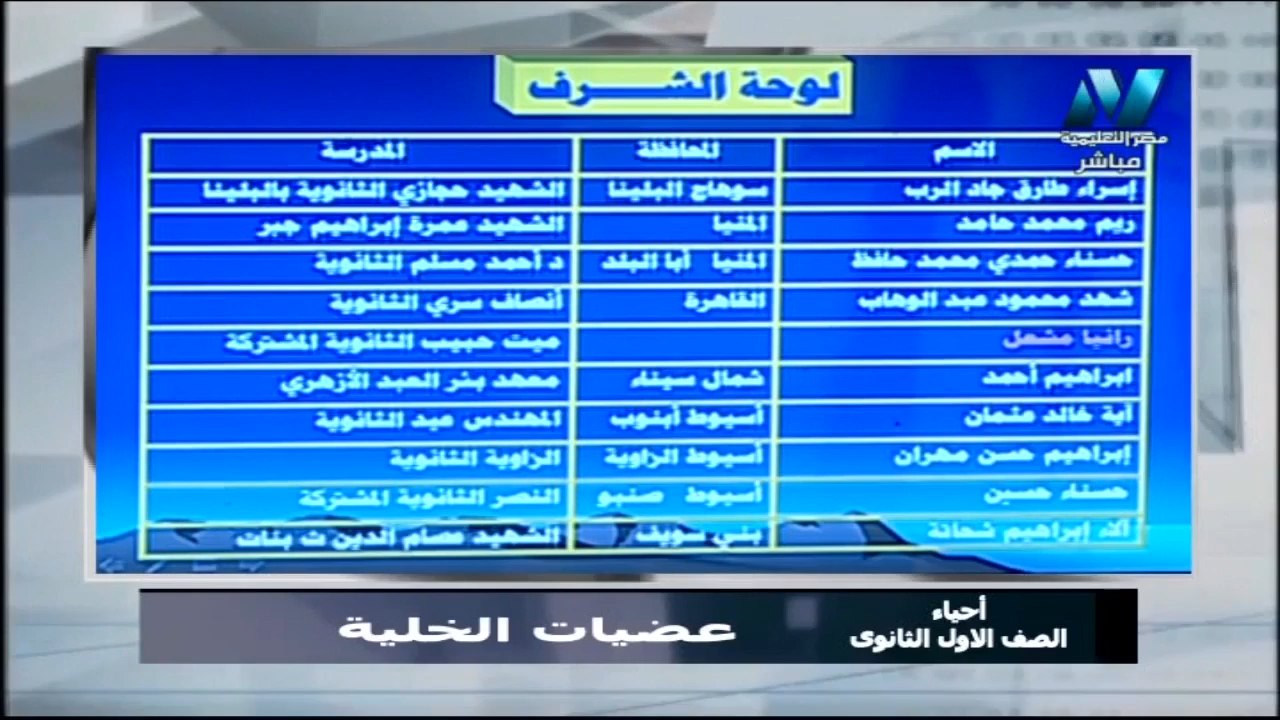 لوحة الشـــــرف
مصر التعليمية
مباشر
الاسم المحافظة المدرسة
إسراء طارق جاد الرب سوهاج البلينا الشهيد حجازي الثانوية بالبلينا
ريم محمد حامد المنيا الشهيد عمرة إبراهيم جبر
حسناء حمدي محمد حافظ المنيا أبا البلد د أحمد مسلم الثانوية
شهد محمود عبد الوهاب القاهرة أنصاف سري الثانوية
رانيا مشعل ميت حبيب الثانوية المشتركة
ابراهيم أحمد شمال سيناء معهد بئر العبد الأزهري
آية خالد عثمان أسيوط أبنوب المهندس عيد الثانوية
إبراهيم حسن مهران أسيوط الزاوية الزاوية الثانوية
حسناء حسين أسيوط صنبو النصر الثانوية المشتركة
آلاء إبراهيم شحاتة بني سويف الشهيد عصام الدين ث بنات
أحياء
الصف الاول الثانوى
عضيات الخلية